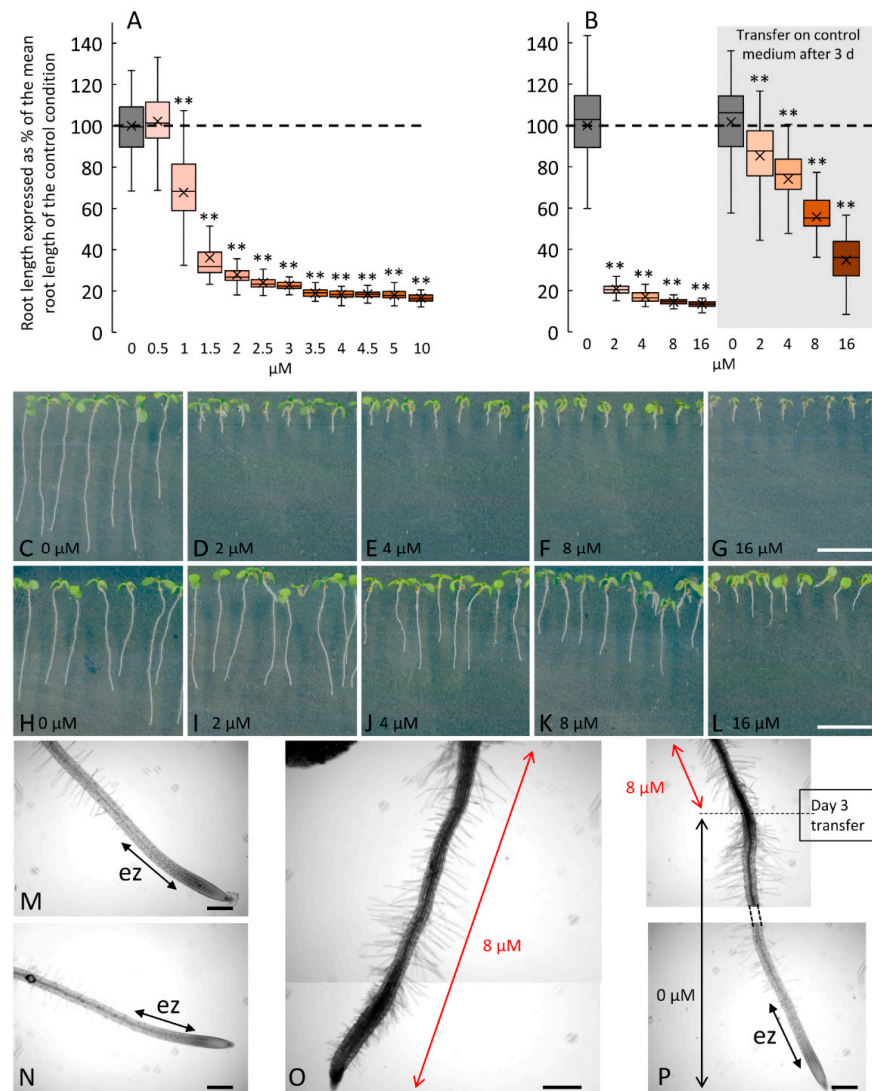 A
B
Root length expressed as % of the mean
root length of the control condition
140
120
100
80
60
40
20
0
** ** ** ** ** ** ** ** ** **
0 0.5 1 1.5 2 2.5 3 3.5 4 4.5 5 10
µM
Transfer on control
medium after 3 d
140
120
100
80
60
40
20
0
** ** ** ** ** ** ** **
0 2 4 8 16 0 2 4 8 16
µM
C 0 µM
D 2 µM
E 4 µM
F 8 µM
G 16 µM
H 0 µM
I 2 µM
J 4 µM
K 8 µM
L 16 µM
M
ez
N
ez
O
8 µM
P
8 µM
Day 3
transfer
0 µM
ez